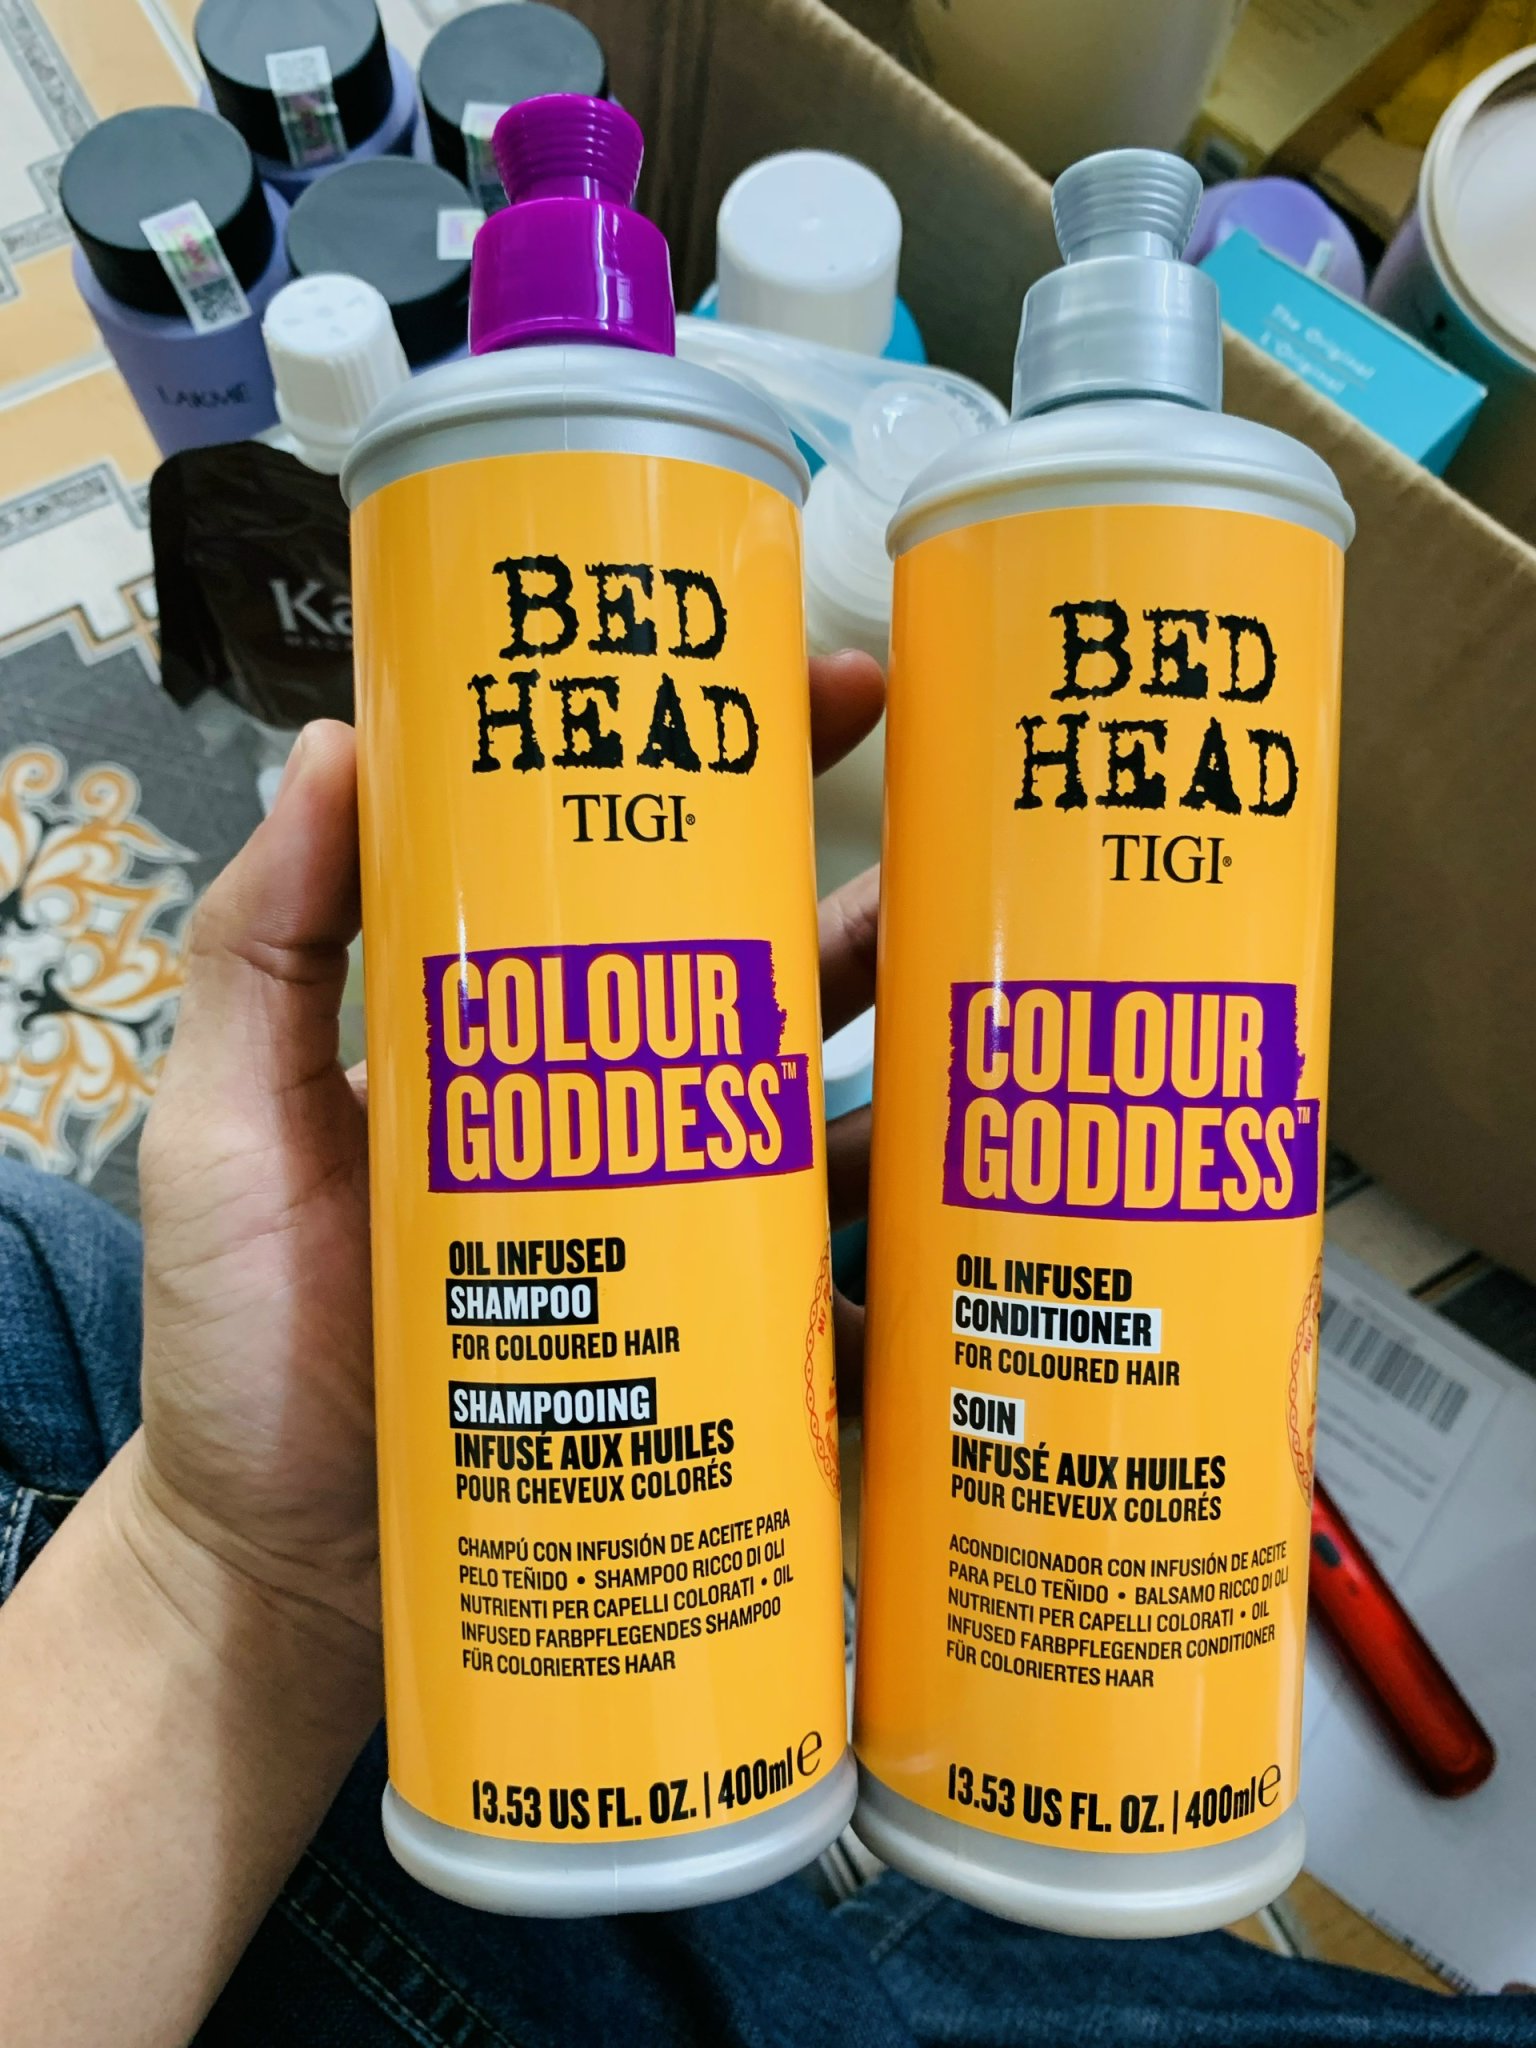 BED
HEAD
TIGI®
COLOUR
GODDESS™
OIL INFUSED
SHAMPOO
FOR COLOURED HAIR
SHAMPOOING
INFUSÉ AUX HUILES
POUR CHEVEUX COLORÉS
CHAMPÚ CON INFUSIÓN DE ACEITE PARA
PELO TEÑIDO • SHAMPOO RICCO DI OLI
NUTRIENTI PER CAPELLI COLORATI • OIL
INFUSED FARBPFLEGENDES SHAMPOO
FÜR COLORIERTES HAAR
13.53 US FL. OZ. | 400ml e
BED
HEAD
TIGI®
COLOUR
GODDESS™
OIL INFUSED
CONDITIONER
FOR COLOURED HAIR
SOIN
INFUSÉ AUX HUILES
POUR CHEVEUX COLORÉS
ACONDICIONADOR CON INFUSIÓN DE ACEITE
PARA PELO TEÑIDO • BALSAMO RICCO DI OLI
NUTRIENTI PER CAPELLI COLORATI • OIL
INFUSED FARBPFLEGENDER CONDITIONER
FÜR COLORIERTES HAAR
13.53 US FL. OZ. | 400ml e
LAKMÉ
The Original
L'Original